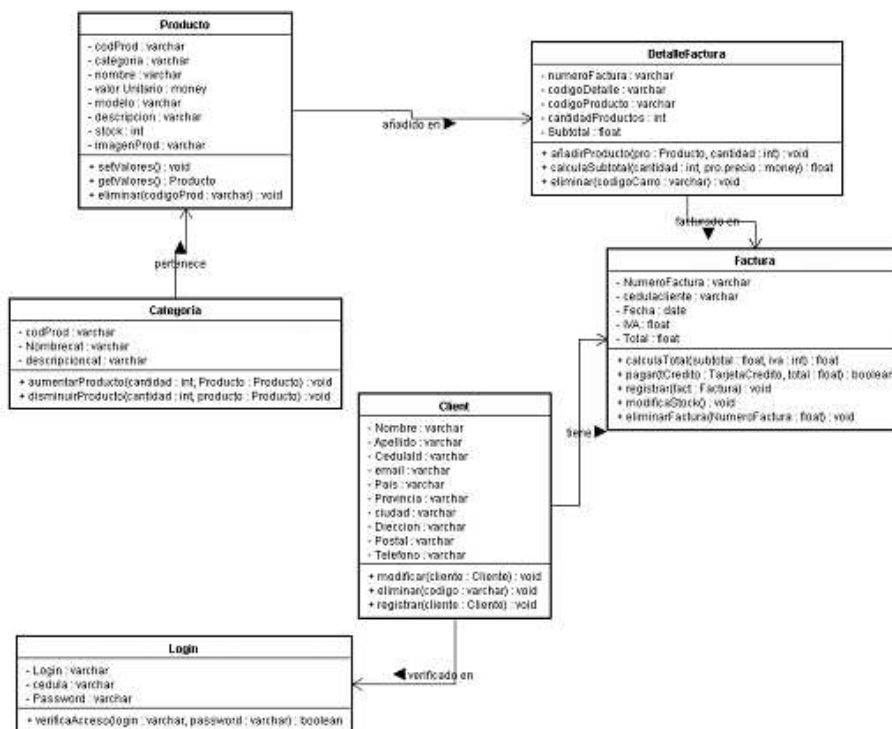 Producto
- codProd : varchar
- categoria : varchar
- nombre : varchar
- valor Unitario : money
- modelo : varchar
- descripcion : varchar
- stock : int
- imagenProd : varchar
+ setValores() : void
+ getValores() : Producto
+ eliminar(codigoProd : varchar) : void
añadido en
DetalleFactura
- numeroFactura : varchar
- codigoDetalle : varchar
- codigoProducto : varchar
- cantidadProductos : int
- Subtotal : float
+ añadirProducto(pro : Producto, cantidad : int) : void
+ calculaSubtotal(cantidad : int, pro.precio : money) : float
+ eliminar(codigoCarro : varchar) : void
facturado en
pertenece
Categoría
- codProd : varchar
- Nombrecat : varchar
- descripcioncat : varchar
+ aumentarProducto(cantidad : int, Producto : Producto) : void
+ disminuirProducto(cantidad : int, producto : Producto) : void
Factura
- NumeroFactura : varchar
- cedulacliente : varchar
- Fecha : date
- IVA : float
- Total : float
+ calculaTotal(subtotal : float, iva : int) : float
+ pagar(tCredito : TarjetaCredito, total : float) : boolean
+ registrar(fact : Factura) : void
+ modificaStock() : void
+ eliminarFactura(NumeroFactura : float) : void
tiene
Client
- Nombre : varchar
- Apellido : varchar
- CedulaId : varchar
- email : varchar
- País : varchar
- Provincia : varchar
- ciudad : varchar
- Dieccion : varchar
- Postal : varchar
- Telefono : varchar
+ modificar(cliente : Cliente) : void
+ eliminar(codigo : varchar) : void
+ registrar(cliente : Cliente) : void
verificado en
Login
- Login : varchar
- cedula : varchar
- Password : varchar
+ verificaAcceso(login : varchar, password : varchar) : boolean